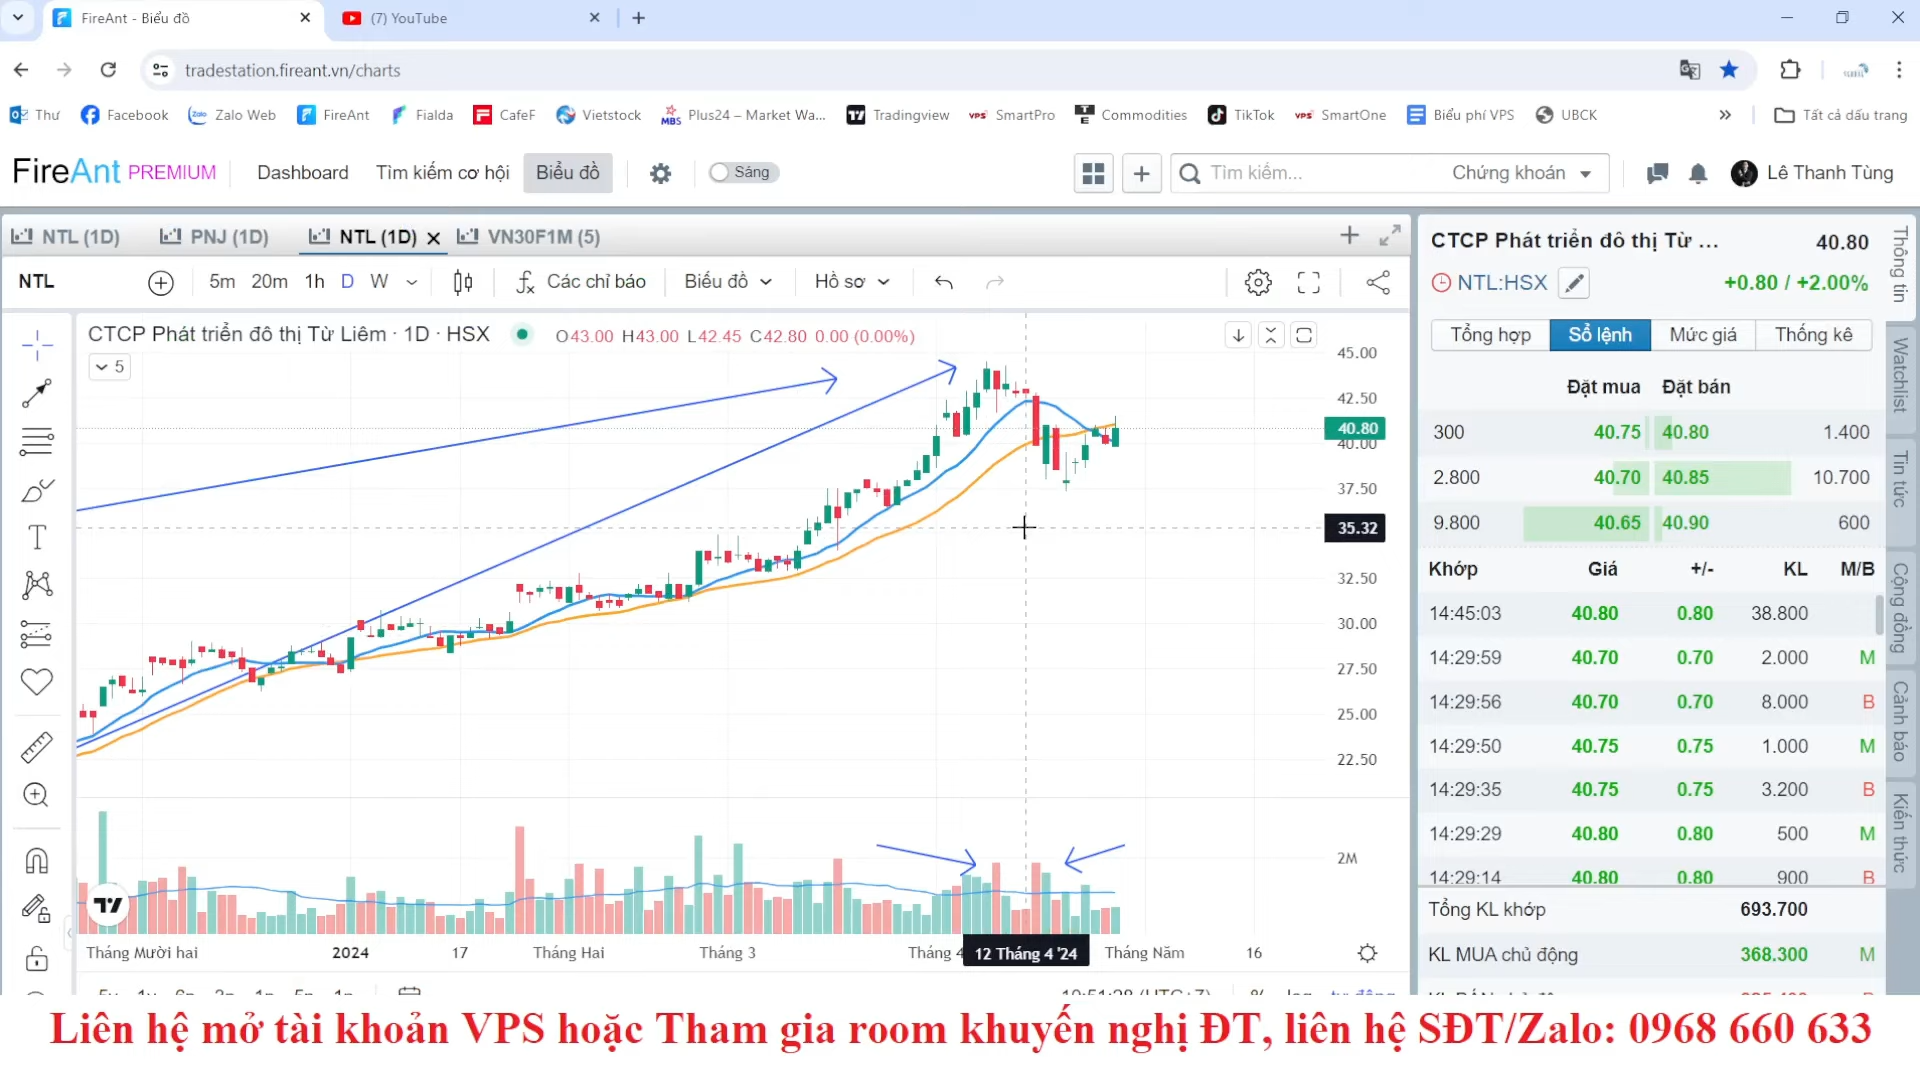 FireAnt - Biểu đồ
(7) YouTube
tradestation.fireant.vn/charts
Thư Facebook Zalo Web FireAnt Fialda CafeF Vietstock Plus24 – Market Wa... Tradingview SmartPro Commodities TikTok SmartOne Biểu phí VPS UBCK » Tất cả dấu trang
FireAnt PREMIUM Dashboard Tìm kiếm cơ hội Biểu đồ Sáng Tìm kiếm... Chứng khoán Lê Thanh Tùng
NTL (1D) PNJ (1D) NTL (1D) VN30F1M (5)
NTL 5m 20m 1h D W Các chỉ báo Biểu đồ Hồ sơ
CTCP Phát triển đô thị Từ Liêm · 1D · HSX O43.00 H43.00 L42.45 C42.80 0.00 (0.00%)
5
45.00
42.50
40.80
40.00
37.50
35.32
32.50
30.00
27.50
25.00
22.50
2M
Tháng Mười hai 2024 17 Tháng Hai Tháng 3 Tháng 4 12 Tháng 4 '24 Tháng Năm 16
CTCP Phát triển đô thị Từ ... 40.80
NTL:HSX +0.80 / +2.00%
Tổng hợp Sổ lệnh Mức giá Thống kê
Đặt mua Đặt bán
300 40.75 40.80 1.400
2.800 40.70 40.85 10.700
9.800 40.65 40.90 600
Khớp Giá +/- KL M/B
14:45:03 40.80 0.80 38.800
14:29:59 40.70 0.70 2.000 M
14:29:56 40.70 0.70 8.000 B
14:29:50 40.75 0.75 1.000 M
14:29:35 40.75 0.75 3.200 B
14:29:29 40.80 0.80 500 M
14:29:14 40.80 0.80 900 B
Tổng KL khớp 693.700
KL MUA chủ động 368.300 M
Thông tin
Watchlist
Tin tức
Cộng đồng
Cảnh báo
Kiến thức
Liên hệ mở tài khoản VPS hoặc Tham gia room khuyến nghị ĐT, liên hệ SĐT/Zalo: 0968 660 633